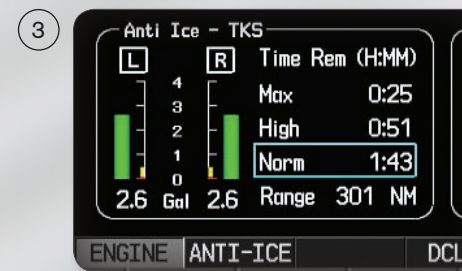 3
Anti Ice - TKS
L R Time Rem (H:MM)
4
3
2
1
0
Max 0:25
High 0:51
Norm 1:43
2.6 Gal 2.6 Range 301 NM
ENGINE ANTI-ICE DCL